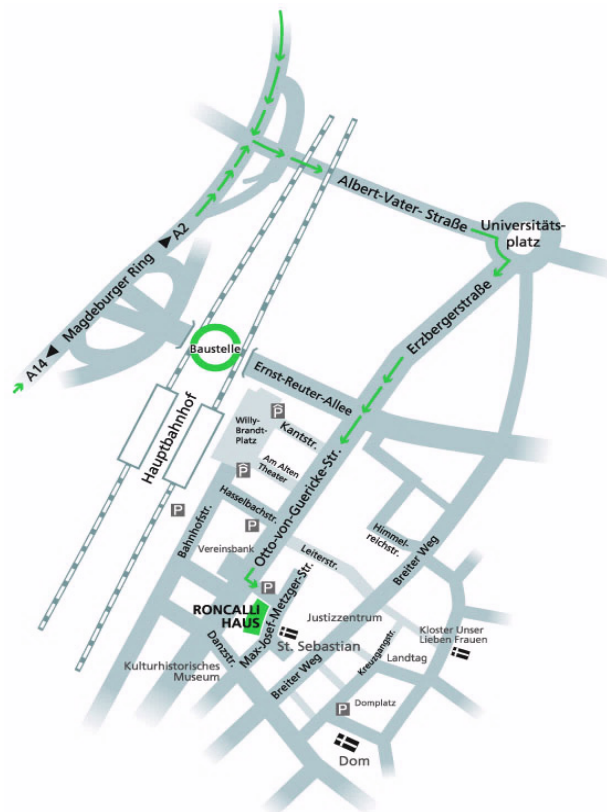 Albert-Vater- Straße
Universitäts-
platz
A2
Magdeburger Ring
A14
Erzbergerstraße
Baustelle
Ernst-Reuter-Allee
Hauptbahnhof
Willy-
Brandt-
Platz
P
Kantstr.
P
Am Alten
Theater
Otto-von-Guericke-Str.
P
Hasselbachstr.
P
Bahnhofstr.
Himmel-
reichstr.
Breiter Weg
Vereinsbank
Leiterstr.
P
RONCALLI
HAUS
Max-Josef-Metzger-Str.
Justizzentrum
St. Sebastian
Danzstr.
Kreuzgangstr.
Kloster Unser
Lieben Frauen
Landtag
Kulturhistorisches
Museum
Breiter Weg
P
Domplatz
Dom